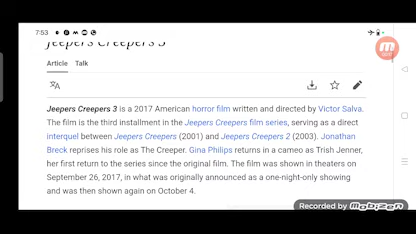 7:53
Jeepers Creepers 3
Article Talk
Jeepers Creepers 3 is a 2017 American horror film written and directed by Victor Salva.
The film is the third installment in the Jeepers Creepers film series, serving as a direct
interquel between Jeepers Creepers (2001) and Jeepers Creepers 2 (2003). Jonathan
Breck reprises his role as The Creeper. Gina Philips returns in a cameo as Trish Jenner,
her first return to the series since the original film. The film was shown in theaters on
September 26, 2017, in what was originally announced as a one-night-only showing
and was then shown again on October 4.
Recorded by Mobizen